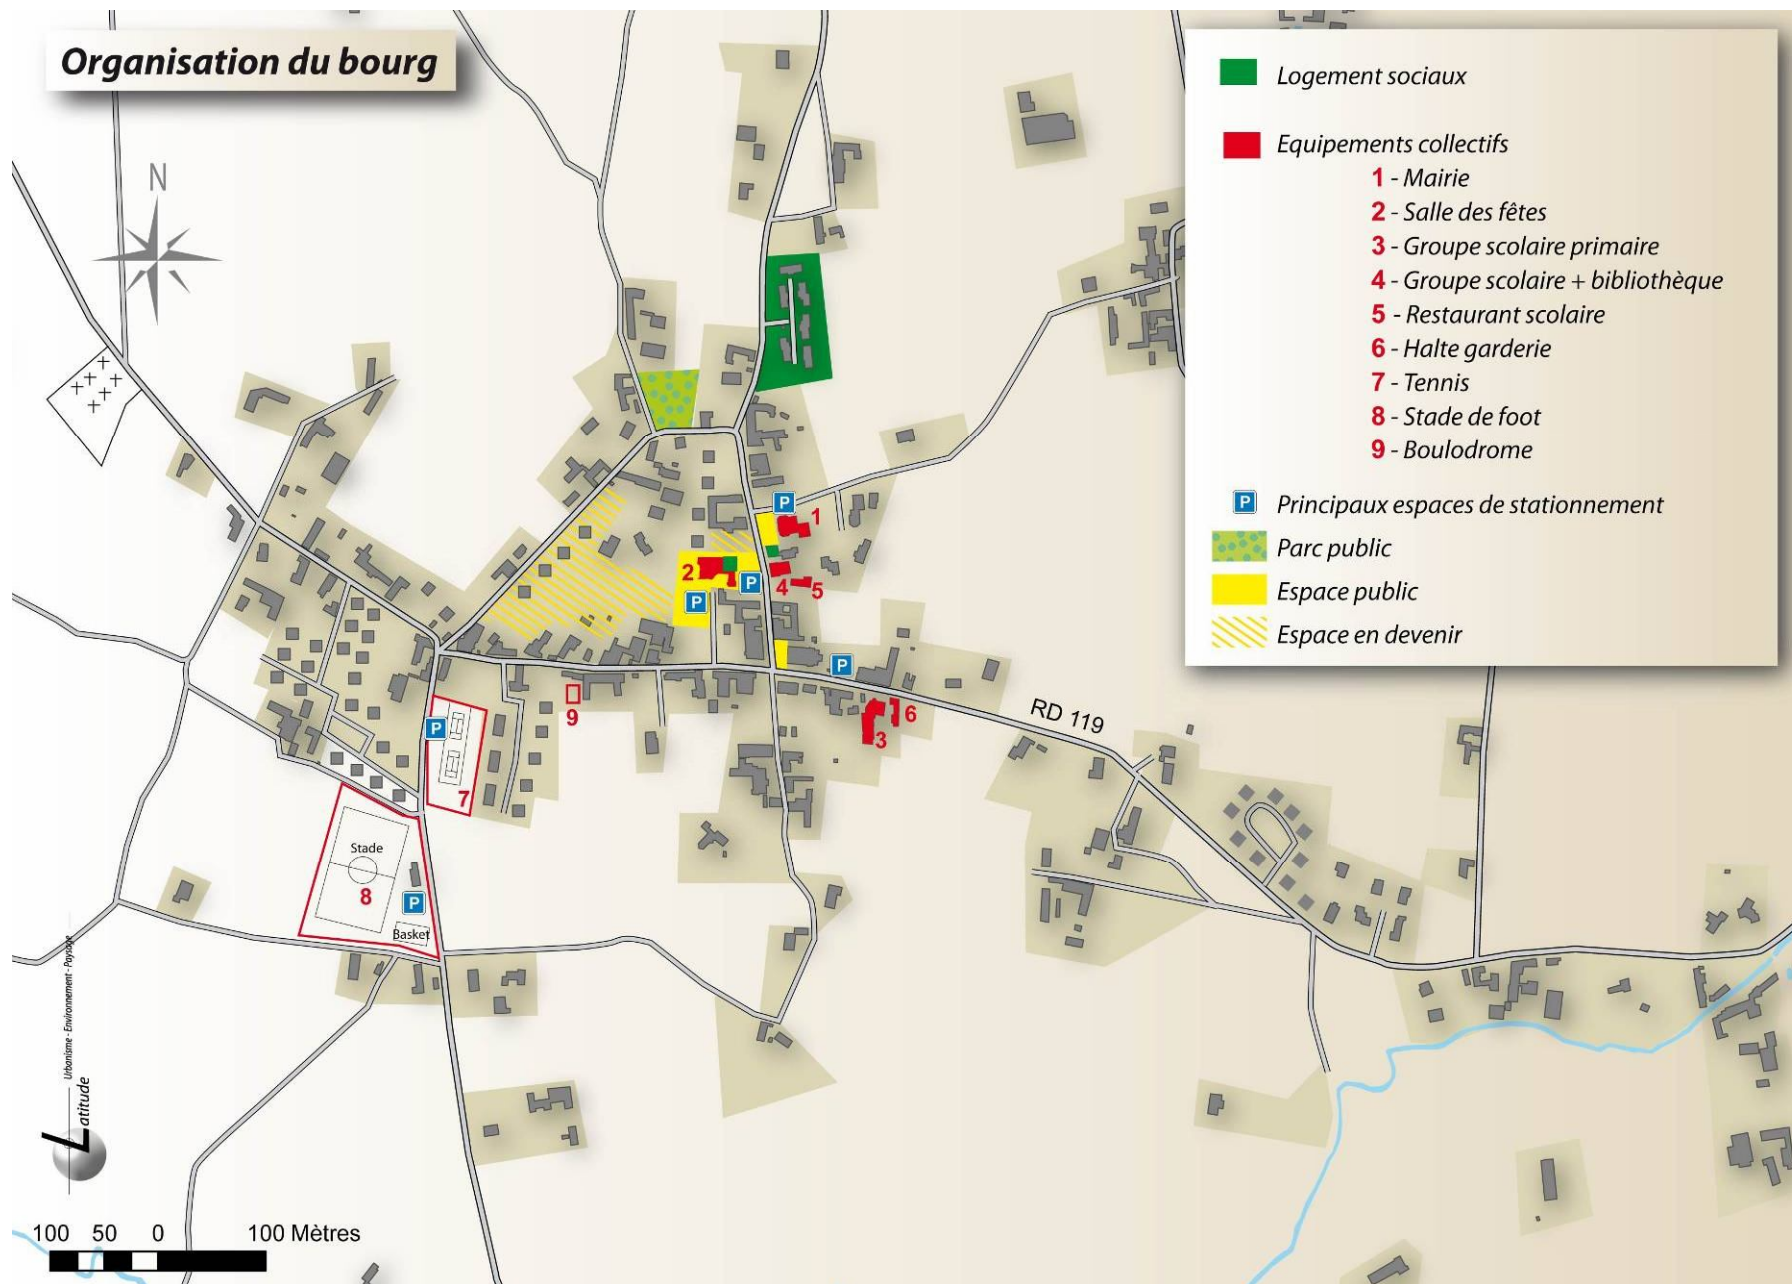 Organisation du bourg
N
Logement sociaux
Equipements collectifs
1 - Mairie
2 - Salle des fêtes
3 - Groupe scolaire primaire
4 - Groupe scolaire + bibliothèque
5 - Restaurant scolaire
6 - Halte garderie
7 - Tennis
8 - Stade de foot
9 - Boulodrome
P Principaux espaces de stationnement
Parc public
Espace public
Espace en devenir
P
1
2
P
4
5
P
P
9
RD 119
6
3
P
7
Stade
8
P
Basket
Urbanisme - Environnement - Paysage
Latitude
100 50 0 100 Mètres